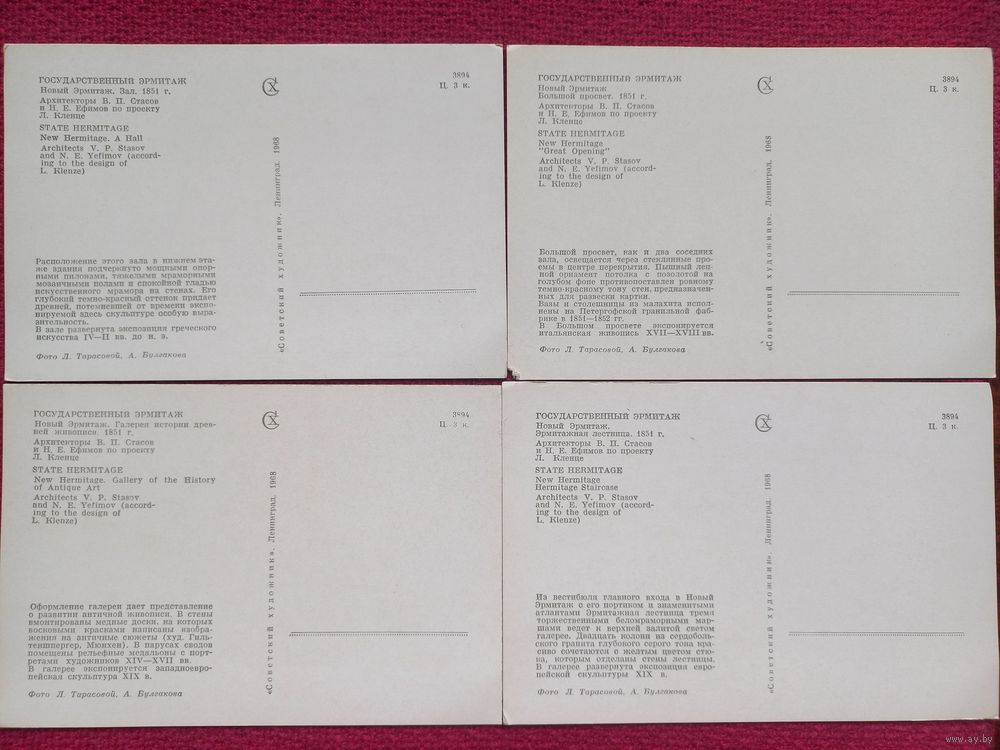 ГОСУДАРСТВЕННЫЙ ЭРМИТАЖ
Новый Эрмитаж. Зал. 1851 г.
Архитекторы В. П. Стасов
и Н. Е. Ефимов по проекту
Л. Кленце
STATE HERMITAGE
New Hermitage. A Hall
Architects V. P. Stasov
and N. E. Yefimov (accord-
ing to the design of
L. Klenze)
3894
Ц. 3 к.
Расположение этого зала в нижнем эта-
же здания подчеркнуто мощными опор-
ными пилонами, тяжелыми мраморными
мозаичными полами и спокойной гладью
искусственного мрамора на стенах. Его
глубокий темно-красный оттенок придает
древней, потемневшей от времени экспо-
нируемой здесь скульптуре особую выра-
зительность.
В зале развернута экспозиция греческого
искусства IV—II вв. до н. э.
Фото Л. Тарасовой, А. Булгакова
«Советский художник». Ленинград. 1968
ГОСУДАРСТВЕННЫЙ ЭРМИТАЖ
Новый Эрмитаж
Большой просвет. 1851 г.
Архитекторы В. П. Стасов
и Н. Е. Ефимов по проекту
Л. Кленце
STATE HERMITAGE
New Hermitage
"Great Opening"
Architects V. P. Stasov
and N. E. Yefimov (accord-
ing to the design of
L. Klenze)
3894
Ц. 3 к.
Большой просвет, как и два соседних
зала, освещается через стеклянные про-
емы в центре перекрытия. Пышный леп-
ной орнамент потолка с позолотой на
голубом фоне противопоставлен ровному
темно-красному тону стен, предназначен-
ных для развески картин.
Вазы и столешницы из малахита испол-
нены на Петергофской гранильной фаб-
рике в 1851—1852 гг.
В Большом просвете экспонируется
итальянская живопись XVII—XVIII вв.
Фото Л. Тарасовой, А. Булгакова
«Советский художник». Ленинград. 1968
ГОСУДАРСТВЕННЫЙ ЭРМИТАЖ
Новый Эрмитаж. Галерея истории древ-
ней живописи. 1851 г.
Архитекторы В. П. Стасов
и Н. Е. Ефимов по проекту
Л. Кленце
STATE HERMITAGE
New Hermitage. Gallery of the History
of Antique Art
Architects V. P. Stasov
and N. E. Yefimov (accord-
ing to the design of
L. Klenze)
3894
Ц. 3 к.
Оформление галереи дает представление
о развитии античной живописи. В стены
вмонтированы медные доски, на которых
восковыми красками написаны изобра-
жения на античные сюжеты (худ. Гиль-
теншпергер, Мюнхен). В парусах сводов
помещены рельефные медальоны с порт-
ретами художников XIV—XVII вв.
В галерее экспонируется западноевро-
пейская скульптура XIX в.
Фото Л. Тарасовой, А. Булгакова
«Советский художник». Ленинград. 1968
ГОСУДАРСТВЕННЫЙ ЭРМИТАЖ
Новый Эрмитаж.
Эрмитажная лестница. 1851 г.
Архитекторы В. П. Стасов
и Н. Е. Ефимов по проекту
Л. Кленце
STATE HERMITAGE
New Hermitage
Hermitage Staircase
Architects V. P. Stasov
and N. E. Yefimov (accord-
ing to the design of
L. Klenze)
3894
Ц. 3 к.
Из вестибюля главного входа в Новый
Эрмитаж с его портиком и знаменитыми
атлантами Эрмитажная лестница тремя
торжественными беломраморными мар-
шами ведет к верхней залитой светом
галерее. Двадцать колонн из сердоболь-
ского гранита глубокого серого тона кра-
сиво сочетаются с желтым цветом стю-
ка, которым отделаны стены лестницы.
В галерее развернута экспозиция евро-
пейской скульптуры XIX в.
Фото Л. Тарасовой, А. Булгакова
«Советский художник». Ленинград. 1968
www.ay.by